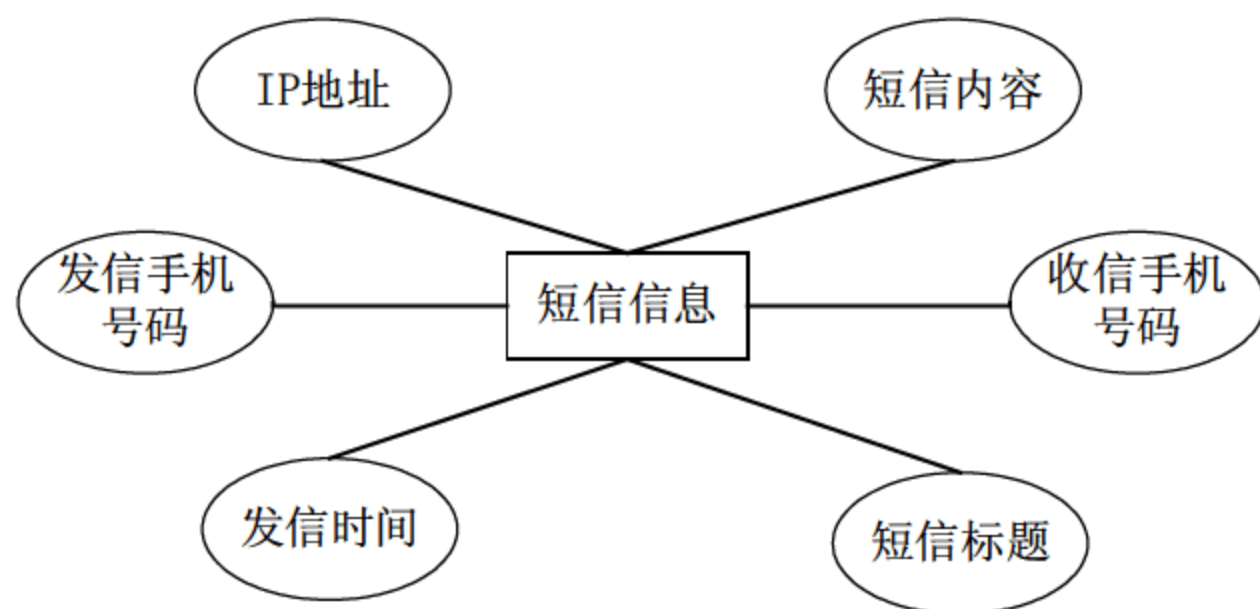 IP地址
短信内容
发信手机
号码
短信信息
收信手机
号码
发信时间
短信标题